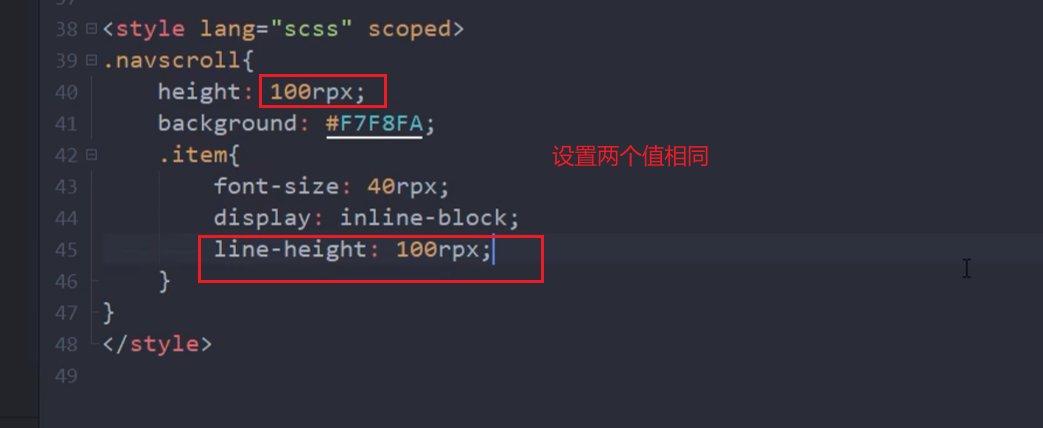 38 <style lang="scss" scoped>
39 .navscroll{
40 height: 100rpx;
41 background: #F7F8FA;
42 .item{
设置两个值相同
43 font-size: 40rpx;
44 display: inline-block;
45 line-height: 100rpx;
46 }
47 }
48 </style>
49